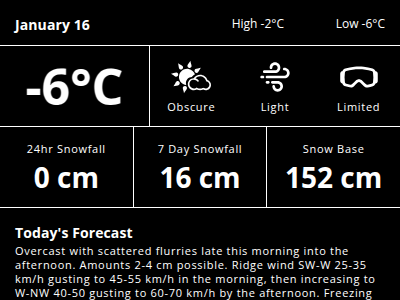 January 16 High -2°C Low -6°C
-6°C
Obscure Light Limited
24hr Snowfall 7 Day Snowfall Snow Base
0 cm 16 cm 152 cm
Today's Forecast
Overcast with scattered flurries late this morning into the
afternoon. Amounts 2-4 cm possible. Ridge wind SW-W 25-35
km/h gusting to 45-55 km/h in the morning, then increasing to
W-NW 40-50 gusting to 60-70 km/h by the afternoon. Freezing